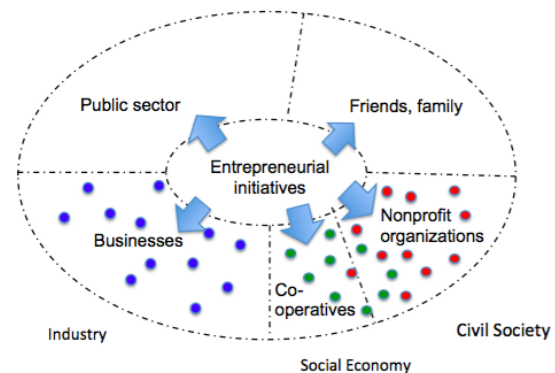 Public sector
Friends, family
Entrepreneurial
initiatives
Businesses
Nonprofit
organizations
Co-
operatives
Industry
Civil Society
Social Economy